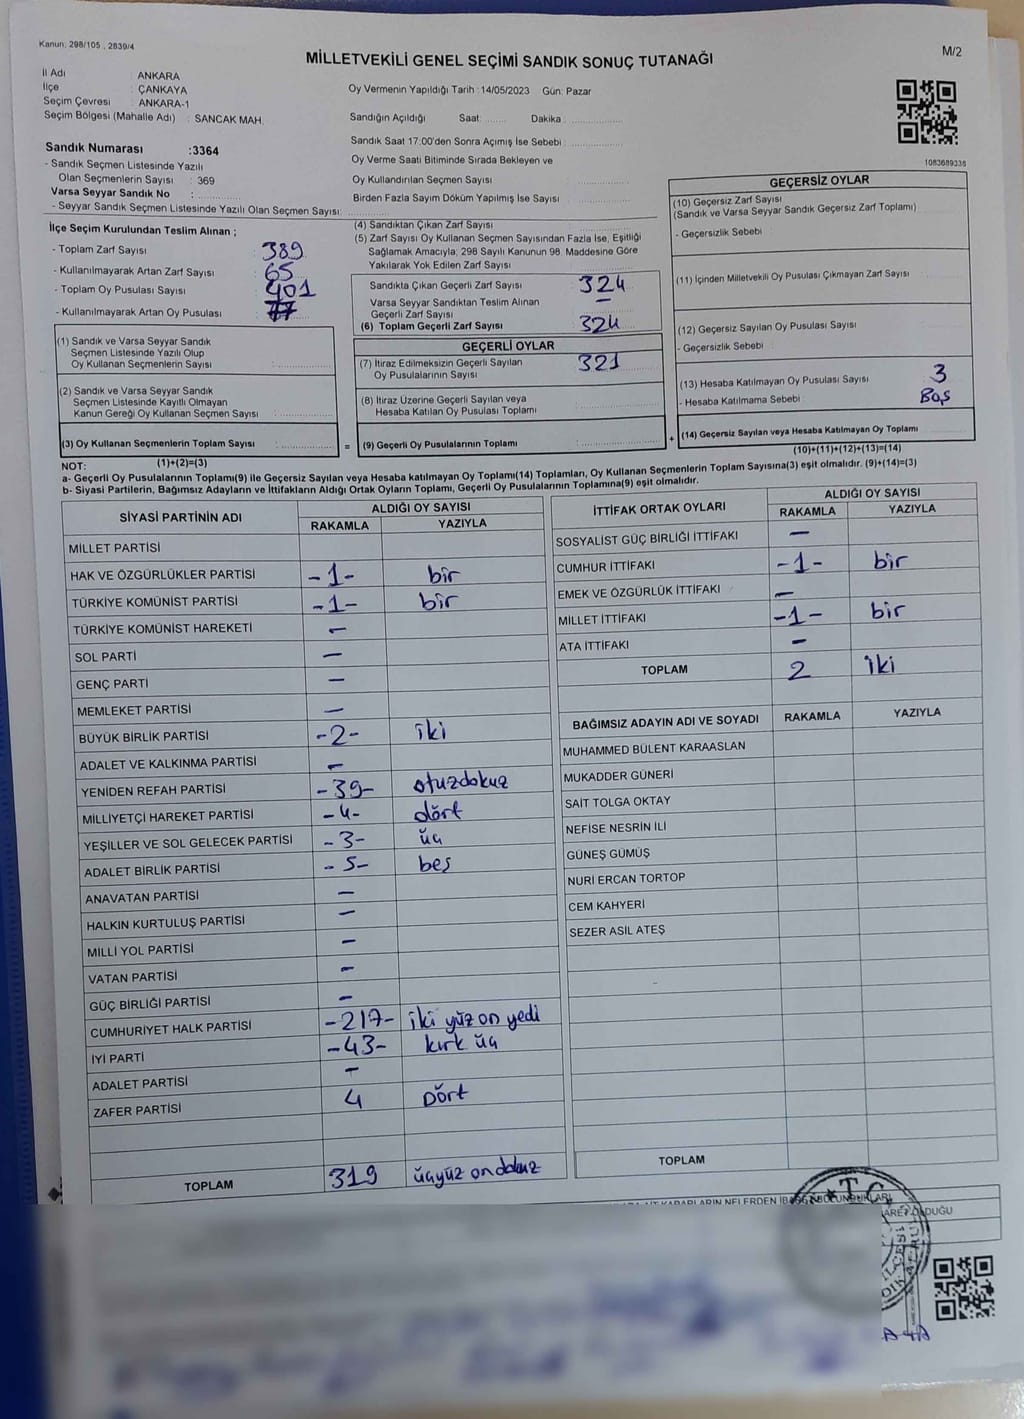 Kanun: 298/105 , 2839/4
MİLLETVEKİLİ GENEL SEÇİMİ SANDIK SONUÇ TUTANAĞI
M/2
İl Adı : ANKARA
İlçe : ÇANKAYA
Seçim Çevresi : ANKARA-1
Seçim Bölgesi (Mahalle Adı) : SANCAK MAH.
Oy Vermenin Yapıldığı Tarih :14/05/2023 Gün: Pazar
Sandığın Açıldığı Saat: Dakika :
Sandık Saat 17:00'den Sonra Açımış İse Sebebi :
Oy Verme Saati Bitiminde Sırada Bekleyen ve
Oy Kullandırılan Seçmen Sayısı
Birden Fazla Sayım Döküm Yapılmış İse Sayısı :
Sandık Numarası :3364
- Sandık Seçmen Listesinde Yazılı
Olan Seçmenlerin Sayısı : 369
Varsa Seyyar Sandık No :
- Seyyar Sandık Seçmen Listesinde Yazılı Olan Seçmen Sayısı:
1083689336
İlçe Seçim Kurulundan Teslim Alınan ;
- Toplam Zarf Sayısı : 389
- Kullanılmayarak Artan Zarf Sayısı : 65
- Toplam Oy Pusulası Sayısı : 401
- Kullanılmayarak Artan Oy Pusulası : 77
(4) Sandıktan Çıkan Zarf Sayısı
(5) Zarf Sayısı Oy Kullanan Seçmen Sayısından Fazla İse, Eşitliği
Sağlamak Amacıyla; 298 Sayılı Kanunun 98. Maddesine Göre
Yakılarak Yok Edilen Zarf Sayısı
Sandıkta Çıkan Geçerli Zarf Sayısı : 324
Varsa Seyyar Sandıktan Teslim Alınan
Geçerli Zarf Sayısı : —
(6) Toplam Geçerli Zarf Sayısı : 324
GEÇERSİZ OYLAR
(10) Geçersiz Zarf Sayısı
(Sandık ve Varsa Seyyar Sandık Geçersiz Zarf Toplamı)
- Geçersizlik Sebebi :
(11) İçinden Milletvekili Oy Pusulası Çıkmayan Zarf Sayısı
(12) Geçersiz Sayılan Oy Pusulası Sayısı
- Geçersizlik Sebebi :
(13) Hesaba Katılmayan Oy Pusulası Sayısı 3
- Hesaba Katılmama Sebebi : Boş
(14) Geçersiz Sayılan veya Hesaba Katılmayan Oy Toplamı
(10)+(11)+(12)+(13)=(14)
(1) Sandık ve Varsa Seyyar Sandık
Seçmen Listesinde Yazılı Olup
Oy Kullanan Seçmenlerin Sayısı :
(2) Sandık ve Varsa Seyyar Sandık
Seçmen Listesinde Kayıtlı Olmayan
Kanun Gereği Oy Kullanan Seçmen Sayısı :
(3) Oy Kullanan Seçmenlerin Toplam Sayısı :
(1)+(2)=(3)
GEÇERLİ OYLAR
(7) İtiraz Edilmeksizin Geçerli Sayılan
Oy Pusulalarının Sayısı : 321
(8) İtiraz Üzerine Geçerli Sayılan veya
Hesaba Katılan Oy Pusulası Toplamı
= (9) Geçerli Oy Pusulalarının Toplamı : +
NOT:
a- Geçerli Oy Pusulalarının Toplamı(9) ile Geçersiz Sayılan veya Hesaba katılmayan Oy Toplamı(14) Toplamları, Oy Kullanan Seçmenlerin Toplam Sayısına(3) eşit olmalıdır. (9)+(14)=(3)
b- Siyasi Partilerin, Bağımsız Adayların ve İttifakların Aldığı Ortak Oyların Toplamı, Geçerli Oy Pusulalarının Toplamına(9) eşit olmalıdır.
SİYASİ PARTİNİN ADI ALDIĞI OY SAYISI
RAKAMLA YAZIYLA
MİLLET PARTİSİ
HAK VE ÖZGÜRLÜKLER PARTİSİ -1- bir
TÜRKİYE KOMÜNİST PARTİSİ -1- bir
TÜRKİYE KOMÜNİST HAREKETİ —
SOL PARTİ —
GENÇ PARTİ —
MEMLEKET PARTİSİ —
BÜYÜK BİRLİK PARTİSİ -2- iki
ADALET VE KALKINMA PARTİSİ —
YENİDEN REFAH PARTİSİ -39- otuzdokuz
MİLLİYETÇİ HAREKET PARTİSİ -4- dört
YEŞİLLER VE SOL GELECEK PARTİSİ -3- üç
ADALET BİRLİK PARTİSİ -5- beş
ANAVATAN PARTİSİ —
HALKIN KURTULUŞ PARTİSİ —
MİLLİ YOL PARTİSİ —
VATAN PARTİSİ —
GÜÇ BİRLİĞİ PARTİSİ —
CUMHURİYET HALK PARTİSİ -217- iki yüz on yedi
İYİ PARTİ -43- kırk üç
ADALET PARTİSİ —
ZAFER PARTİSİ 4 Dört
TOPLAM 319 üçyüz ondokuz
İTTİFAK ORTAK OYLARI ALDIĞI OY SAYISI
RAKAMLA YAZIYLA
SOSYALİST GÜÇ BİRLİĞİ İTTİFAKI —
CUMHUR İTTİFAKI -1- bir
EMEK VE ÖZGÜRLÜK İTTİFAKI —
MİLLET İTTİFAKI -1- bir
ATA İTTİFAKI —
TOPLAM 2 iki
BAĞIMSIZ ADAYIN ADI VE SOYADI RAKAMLA YAZIYLA
MUHAMMED BÜLENT KARAASLAN
MUKADDER GÜNERİ
SAİT TOLGA OKTAY
NEFİSE NESRİN İLİ
GÜNEŞ GÜMÜŞ
NURİ ERCAN TORTOP
CEM KAHYERİ
SEZER ASİL ATEŞ
TOPLAM
T.C.